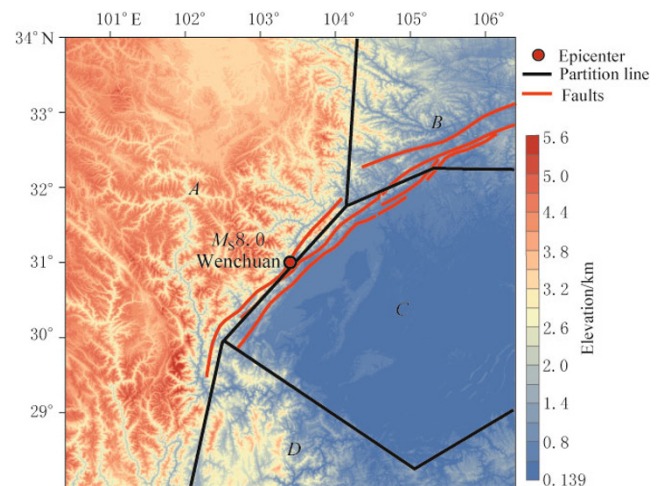 101° E
102°
103°
104°
105°
106°
34° N
33°
32°
31°
30°
29°
A
B
C
D
Ms8.0
Wenchuan
Epicenter
Partition line
Faults
5.6
5.0
4.4
3.8
3.2
2.6
2.0
1.4
0.8
0.139
Elevation/km